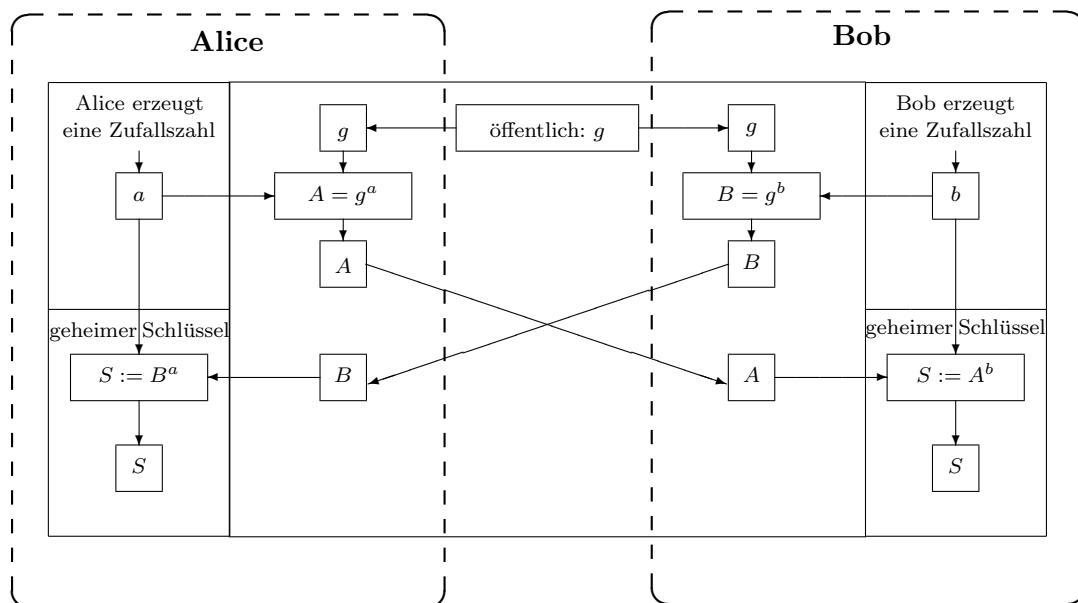 Alice
Bob
Alice erzeugt
eine Zufallszahl
g
öffentlich: g
g
Bob erzeugt
eine Zufallszahl
a
A = g^a
B = g^b
b
A
B
geheimer Schlüssel
geheimer Schlüssel
S := B^a
B
A
S := A^b
S
S